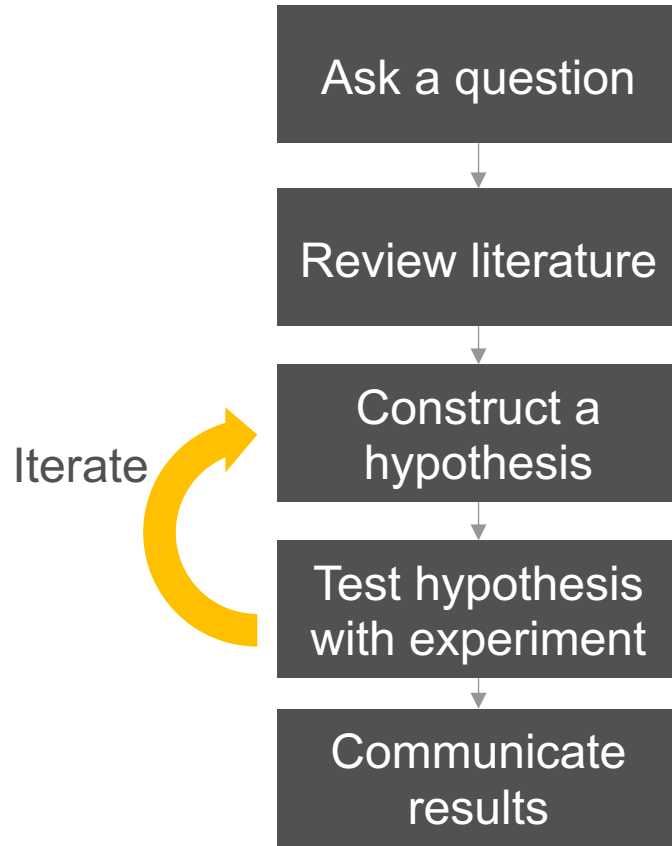 Ask a question
Review literature
Construct a
hypothesis
Iterate
Test hypothesis
with experiment
Communicate
results